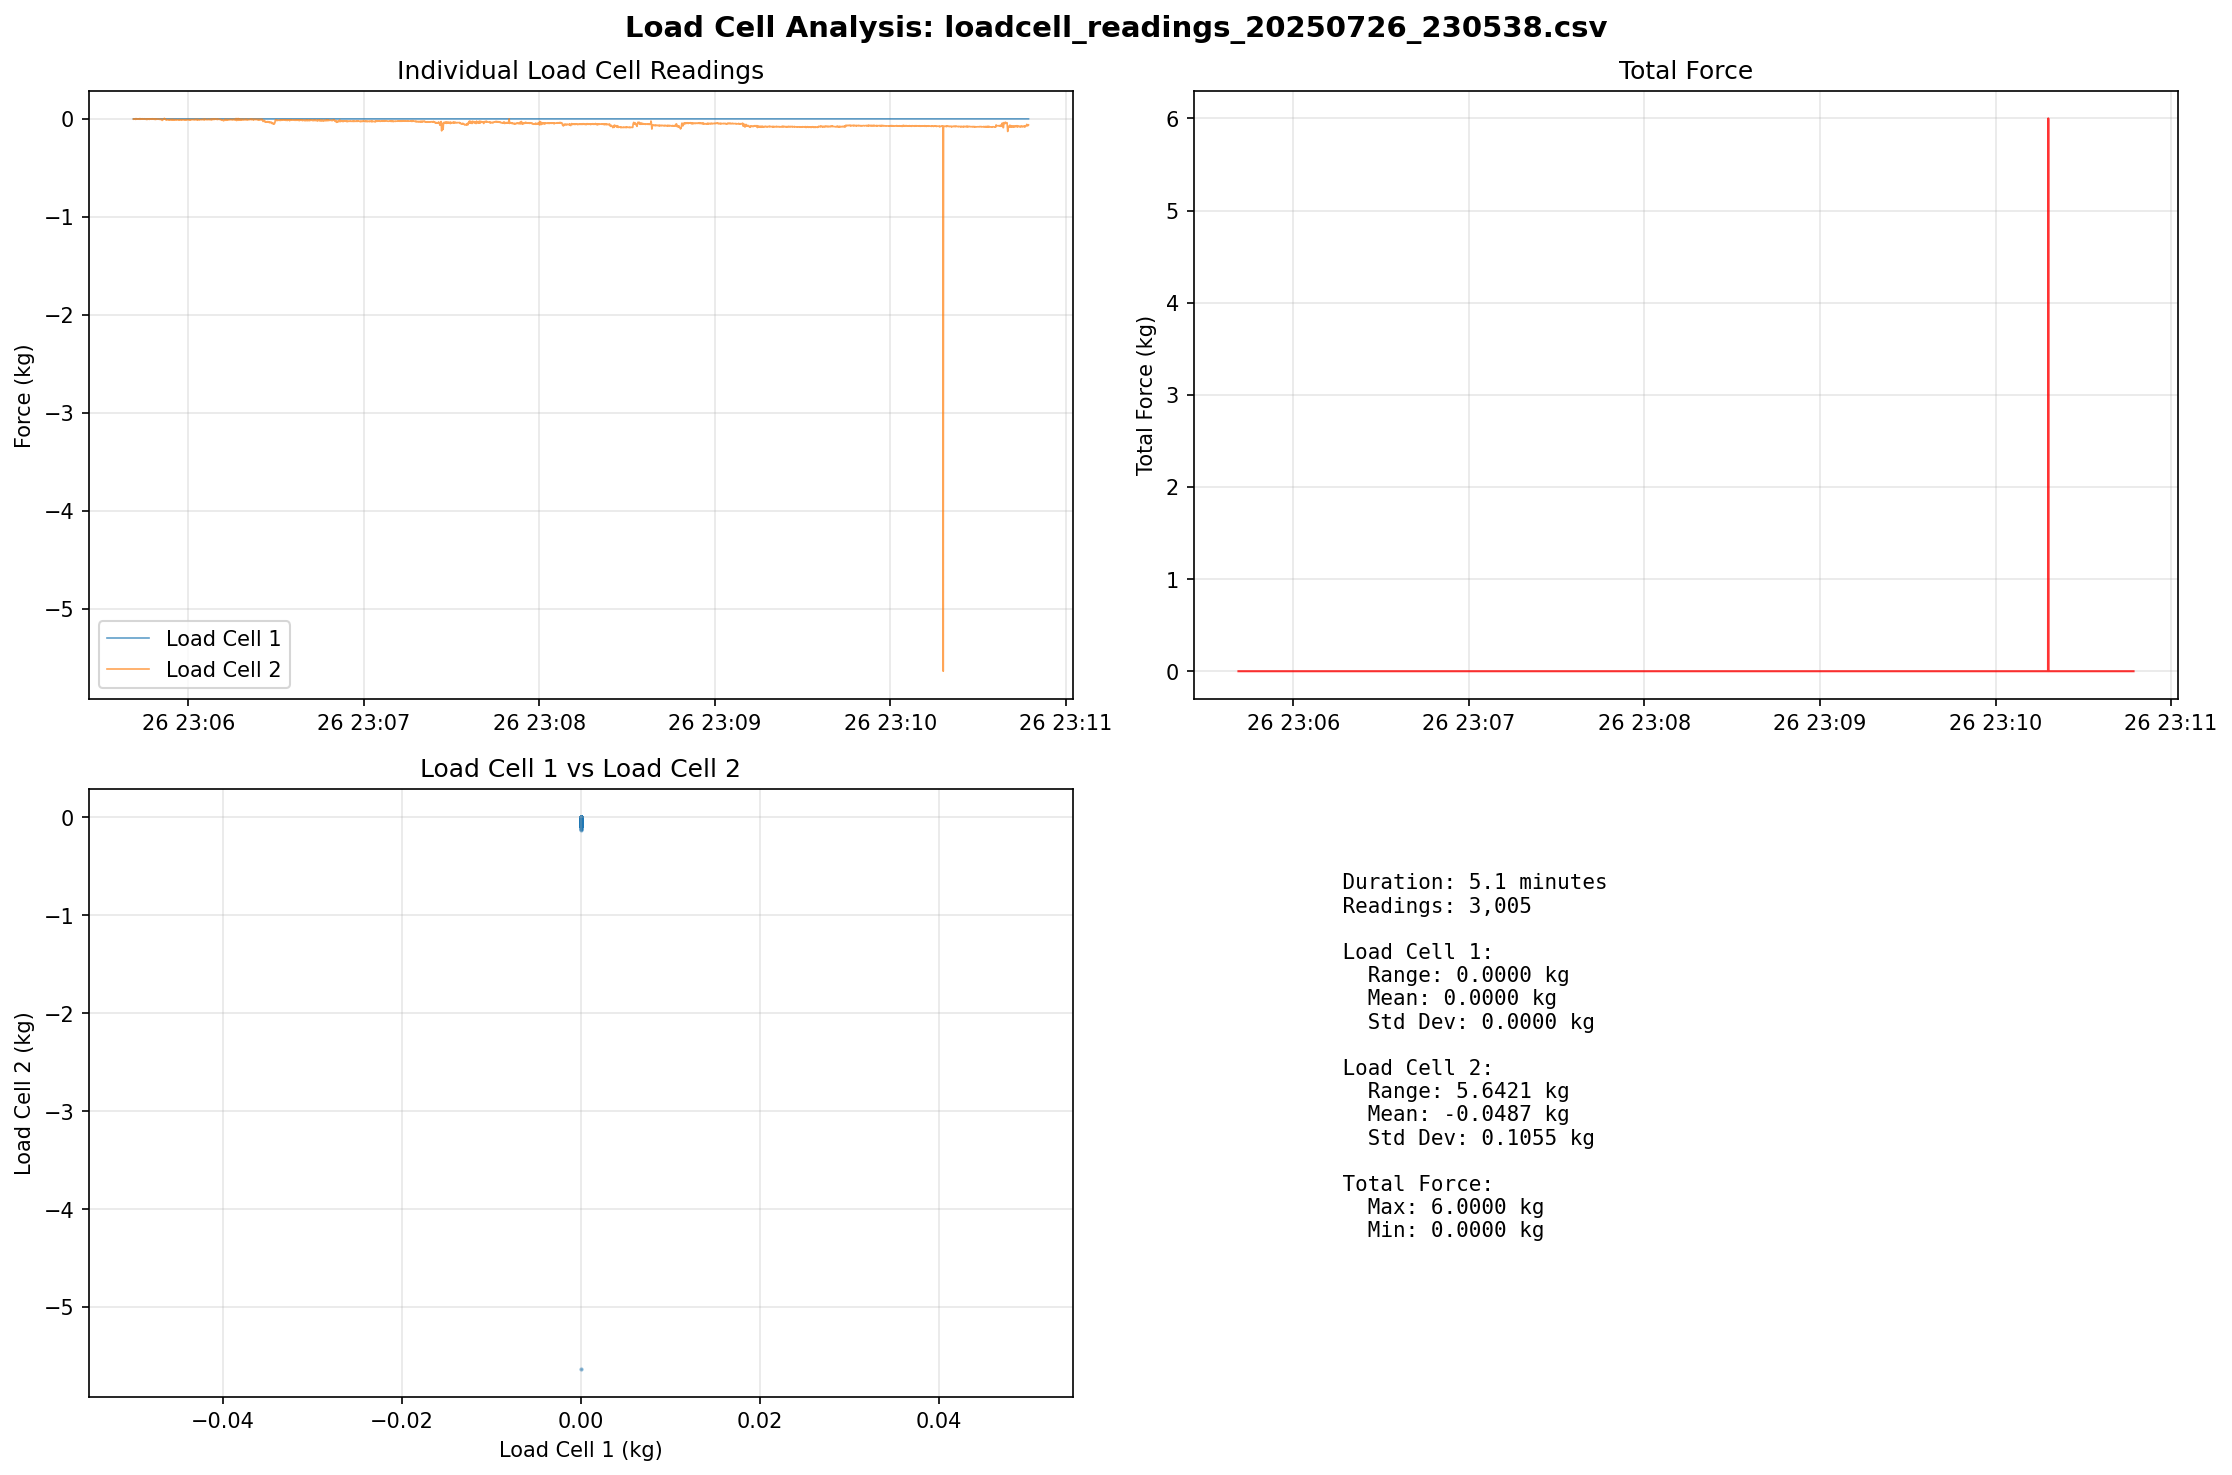 Load Cell Analysis: loadcell_readings_20250726_230538.csv
Individual Load Cell Readings
Force (kg)
0
−1
−2
−3
−4
−5
Load Cell 1
Load Cell 2
26 23:06 26 23:07 26 23:08 26 23:09 26 23:10 26 23:11
Total Force
Total Force (kg)
6
5
4
3
2
1
0
26 23:06 26 23:07 26 23:08 26 23:09 26 23:10 26 23:11
Load Cell 1 vs Load Cell 2
Load Cell 2 (kg)
0
−1
−2
−3
−4
−5
−0.04 −0.02 0.00 0.02 0.04
Load Cell 1 (kg)
Duration: 5.1 minutes
Readings: 3,005
Load Cell 1:
Range: 0.0000 kg
Mean: 0.0000 kg
Std Dev: 0.0000 kg
Load Cell 2:
Range: 5.6421 kg
Mean: -0.0487 kg
Std Dev: 0.1055 kg
Total Force:
Max: 6.0000 kg
Min: 0.0000 kg